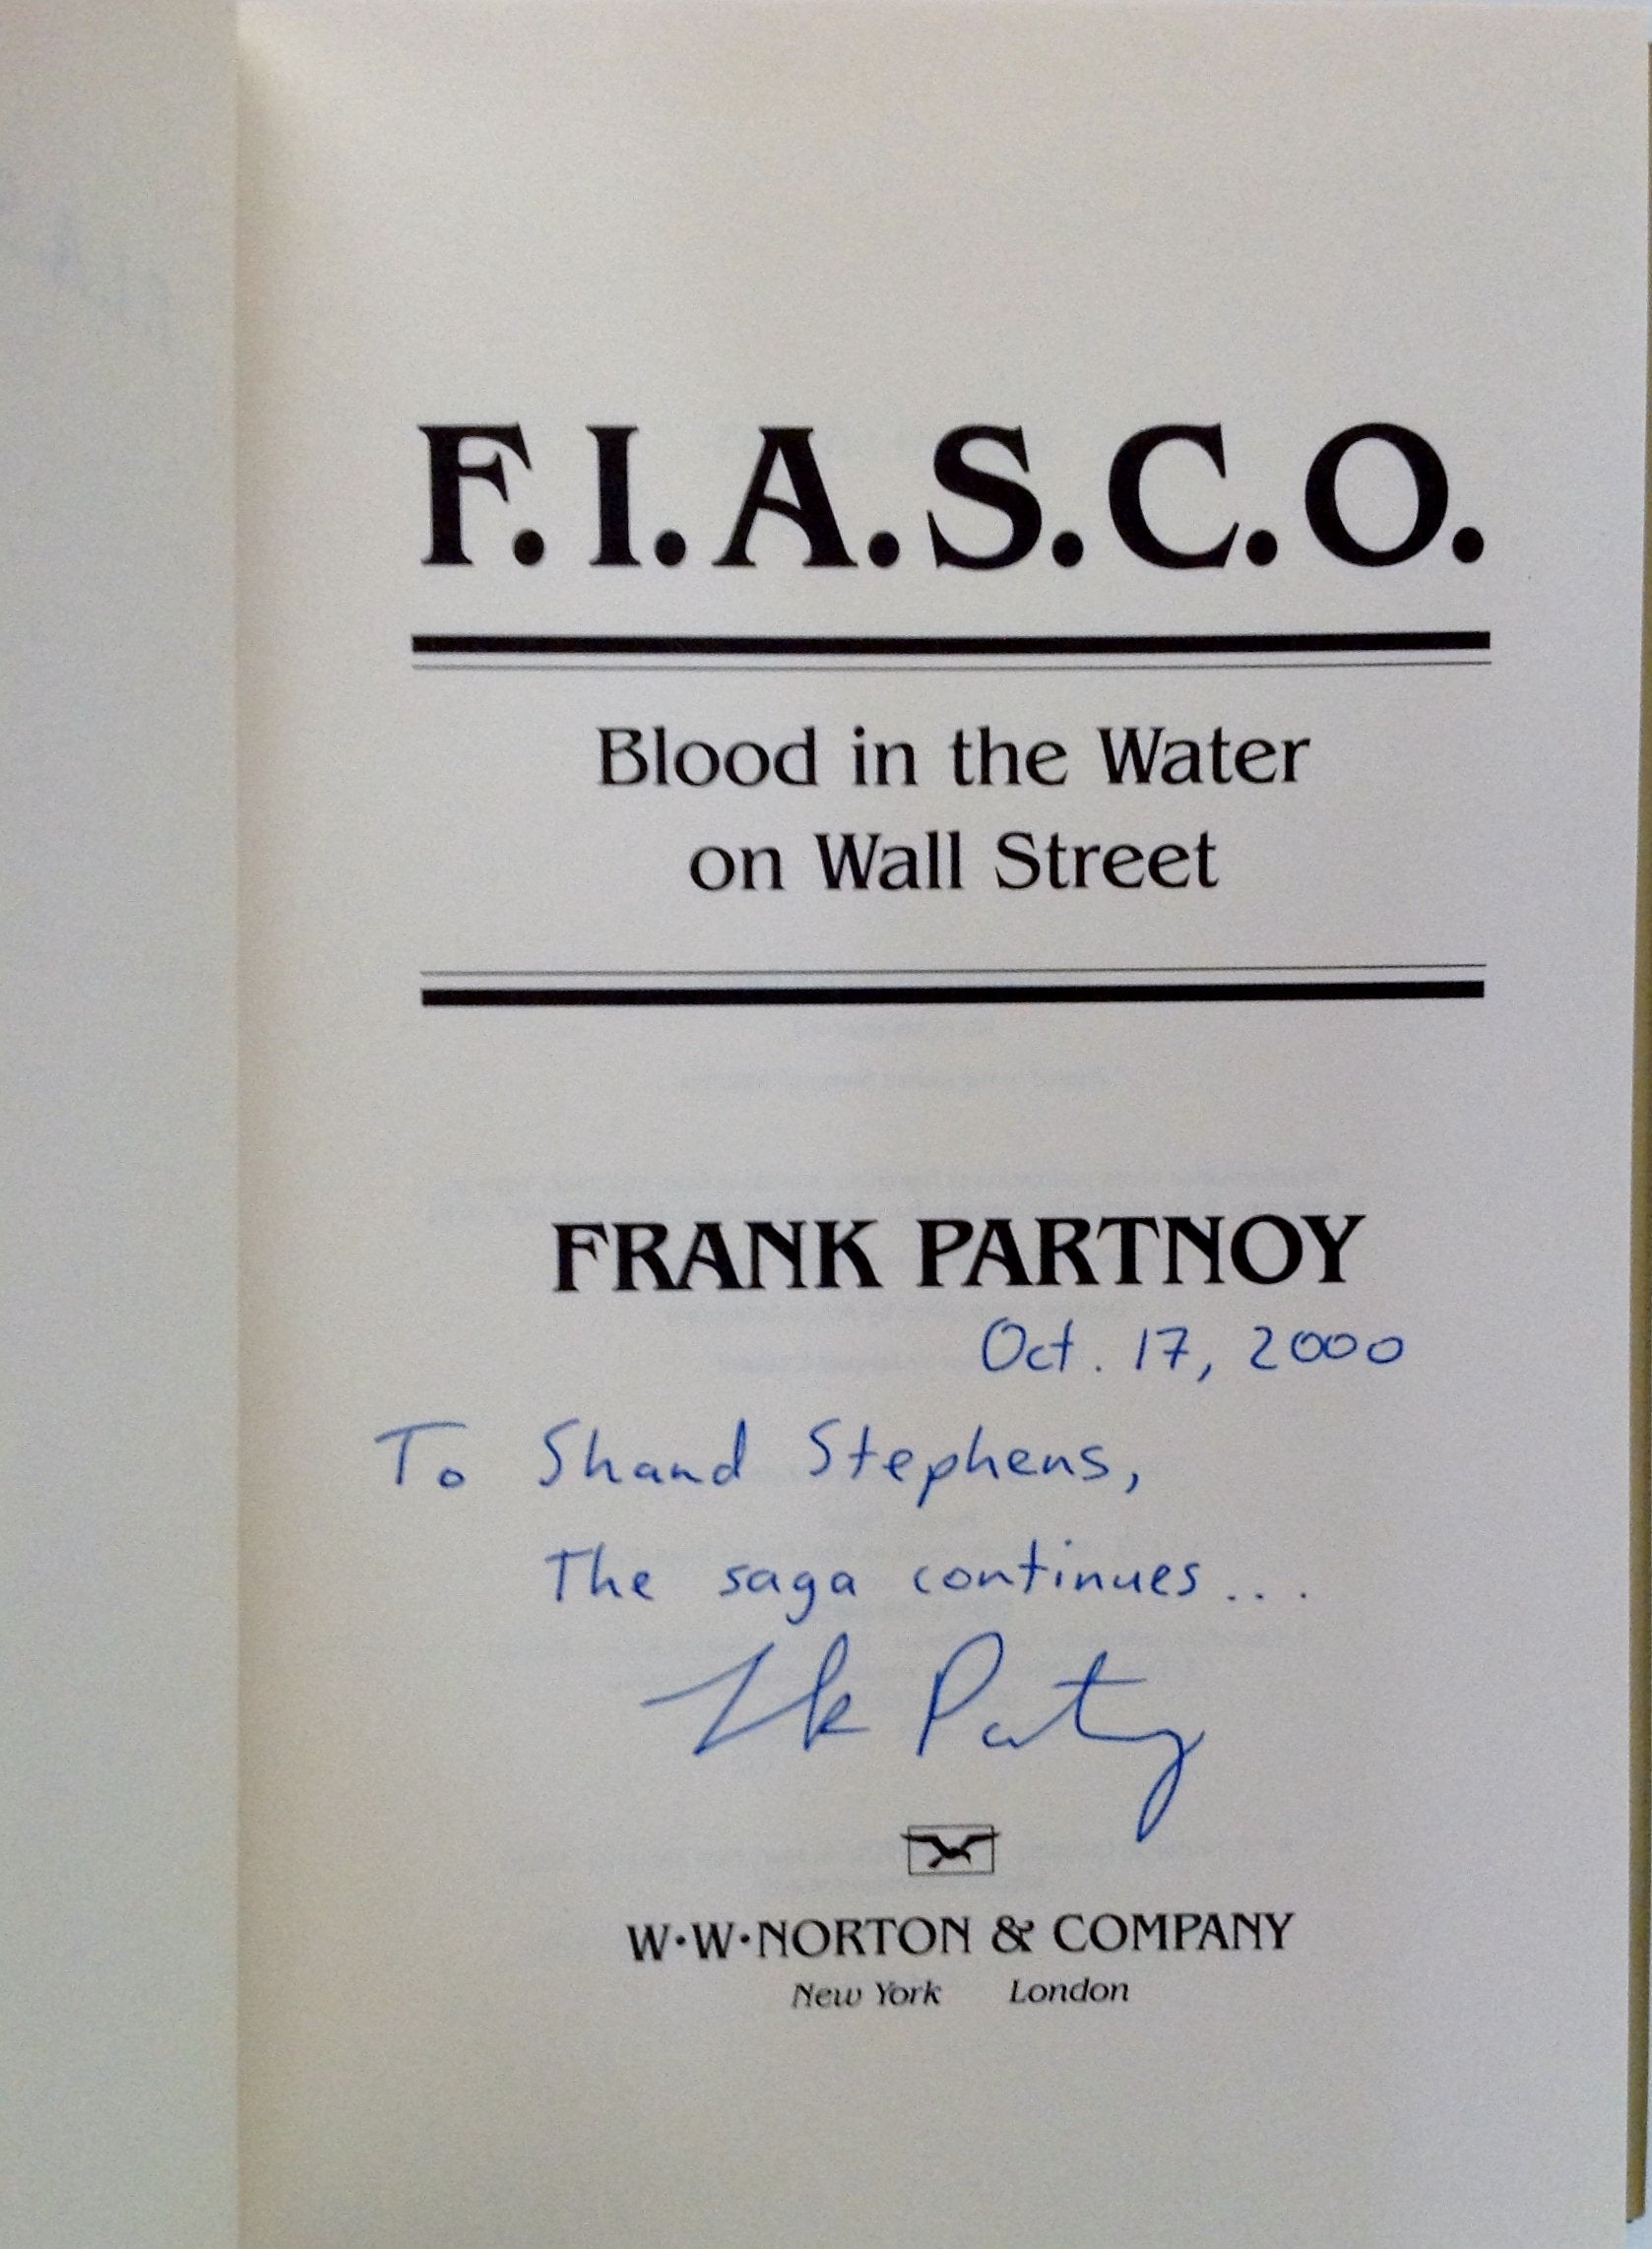 F.I.A.S.C.O.
Blood in the Water
on Wall Street
FRANK PARTNOY
Oct. 17, 2000
To Shand Stephens,
The saga continues...
W·W·NORTON & COMPANY
New York London